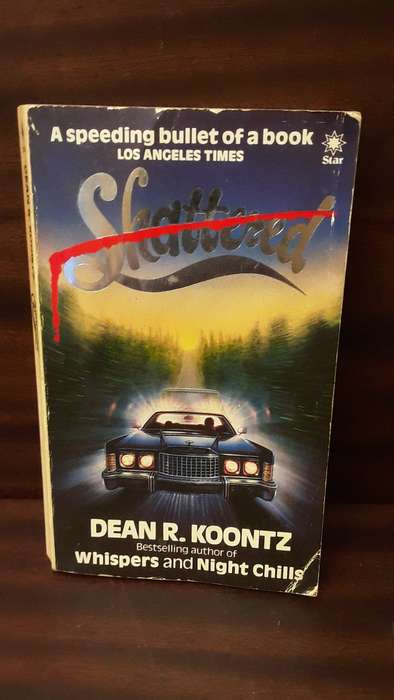 A speeding bullet of a book
LOS ANGELES TIMES
Star
Shattered
DEAN R. KOONTZ
Bestselling author of
Whispers and Night Chills